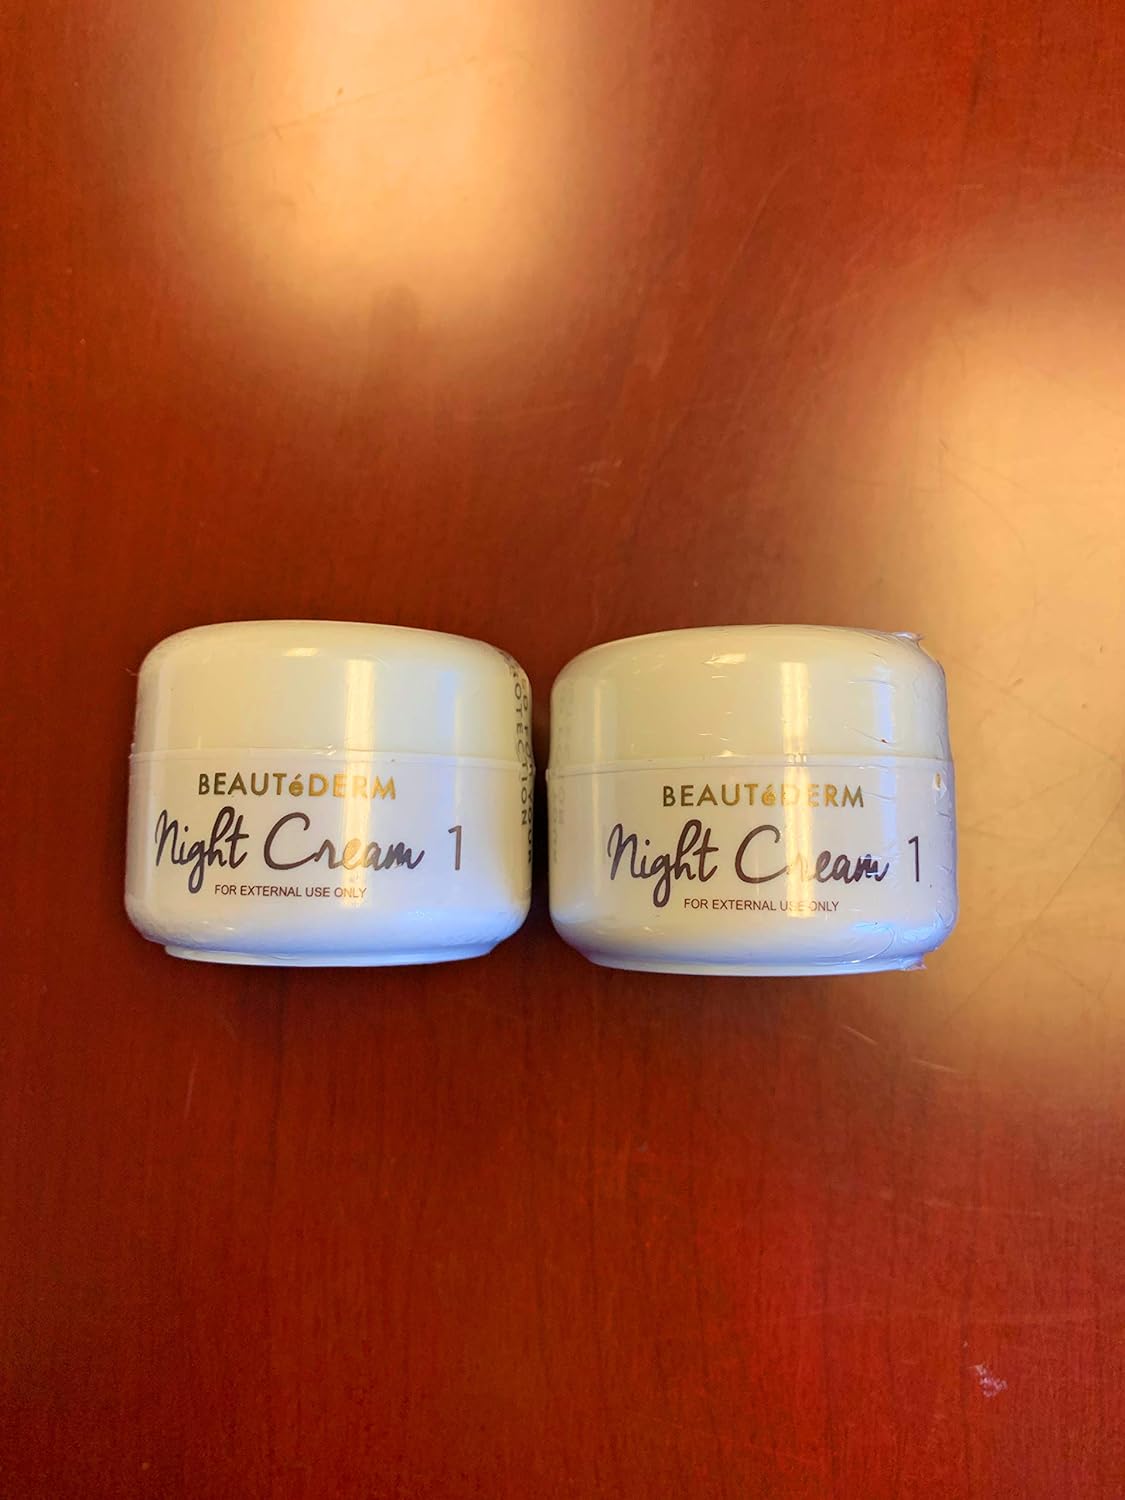 BEAUTéDERM
Night Cream 1
FOR EXTERNAL USE ONLY
BEAUTéDERM
Night Cream 1
FOR EXTERNAL USE ONLY